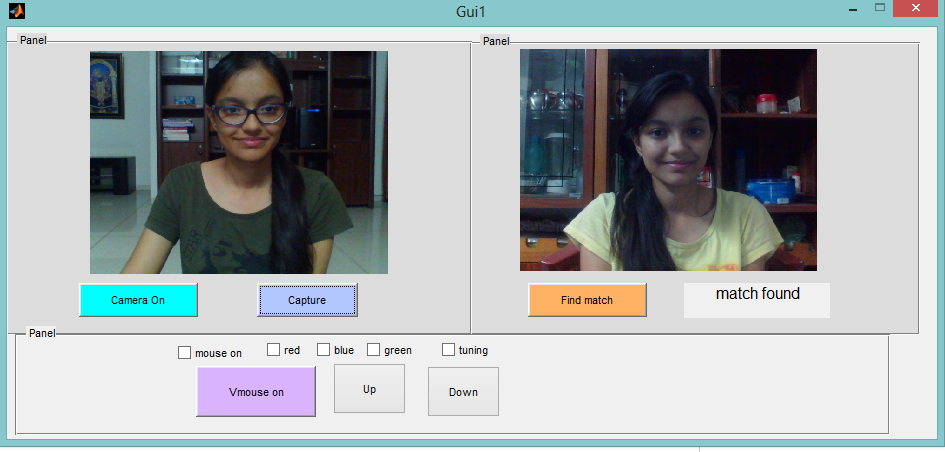 Gui1
Panel
Panel
Camera On
Capture
Find match
match found
Panel
mouse on
red
blue
green
tuning
Vmouse on
Up
Down